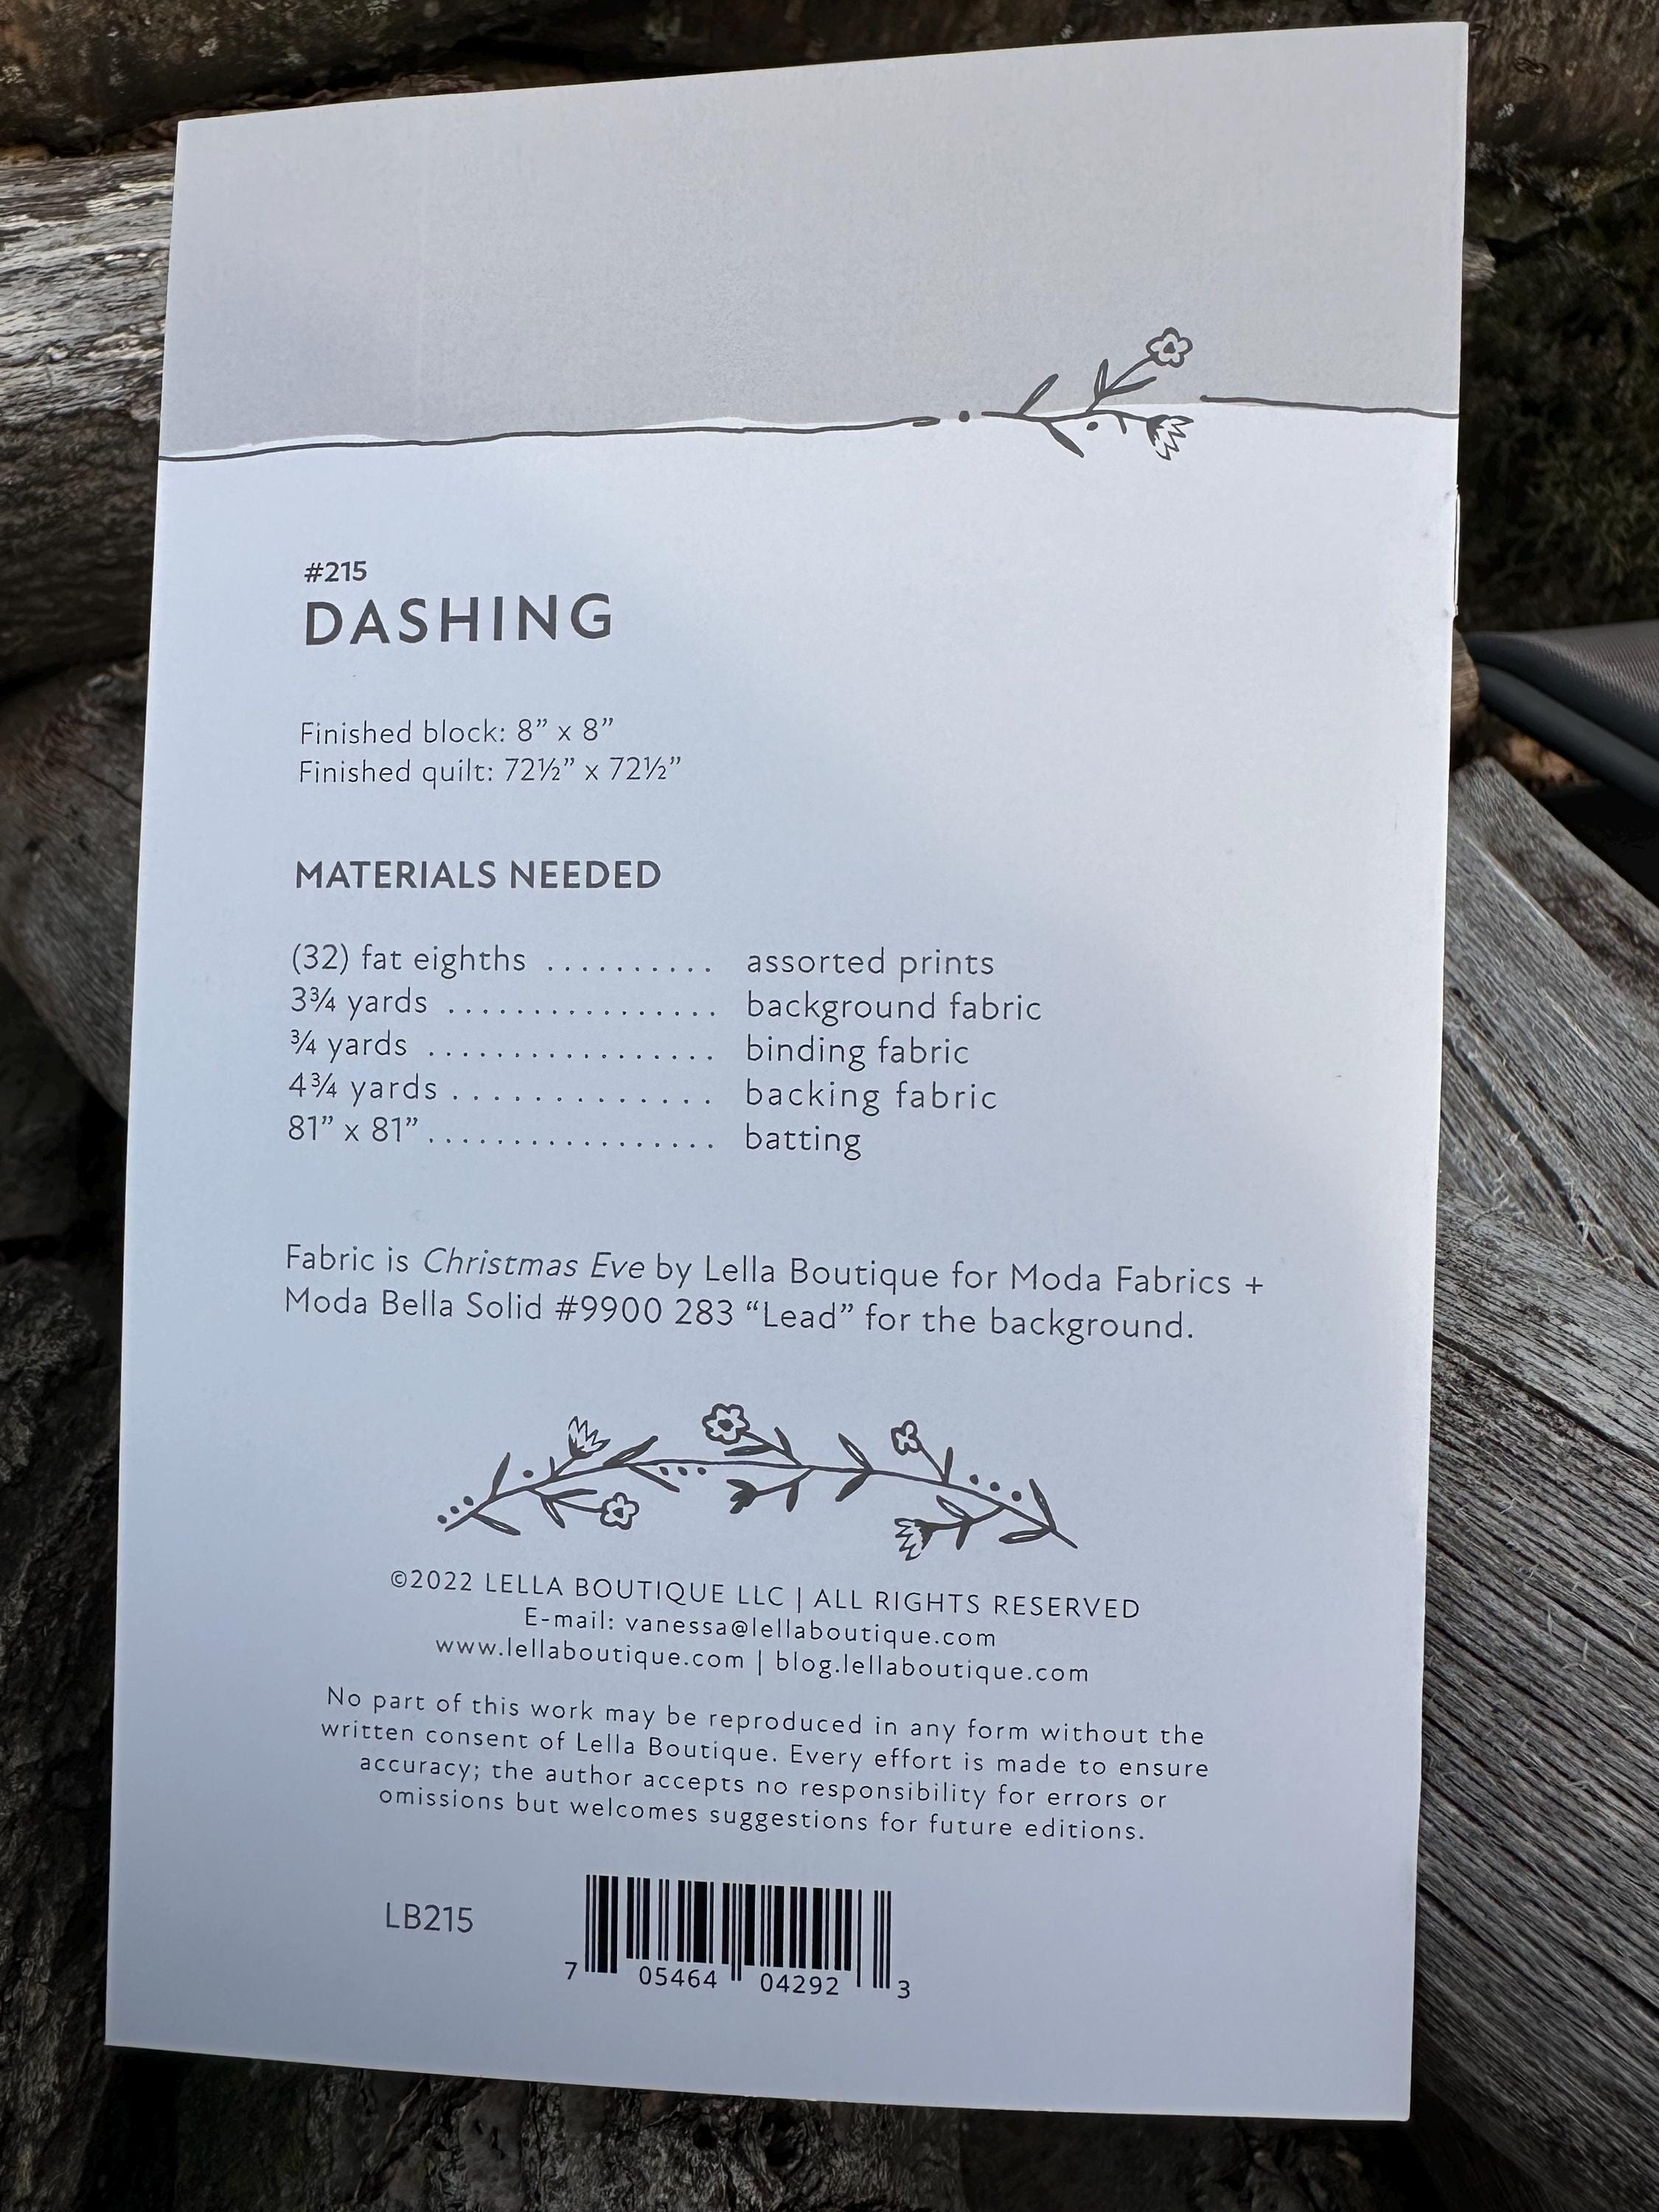 #215
DASHING
Finished block: 8” x 8”
Finished quilt: 72½” x 72½”
MATERIALS NEEDED
(32) fat eighths .......... assorted prints
3¾ yards ................ background fabric
¾ yards ................. binding fabric
4¾ yards .............. backing fabric
81” x 81” ................. batting
Fabric is Christmas Eve by Lella Boutique for Moda Fabrics +
Moda Bella Solid #9900 283 “Lead” for the background.
©2022 LELLA BOUTIQUE LLC | ALL RIGHTS RESERVED
E-mail: vanessa@lellaboutique.com
www.lellaboutique.com | blog.lellaboutique.com
No part of this work may be reproduced in any form without the
written consent of Lella Boutique. Every effort is made to ensure
accuracy; the author accepts no responsibility for errors or
omissions but welcomes suggestions for future editions.
LB215
7 05464 04292 3